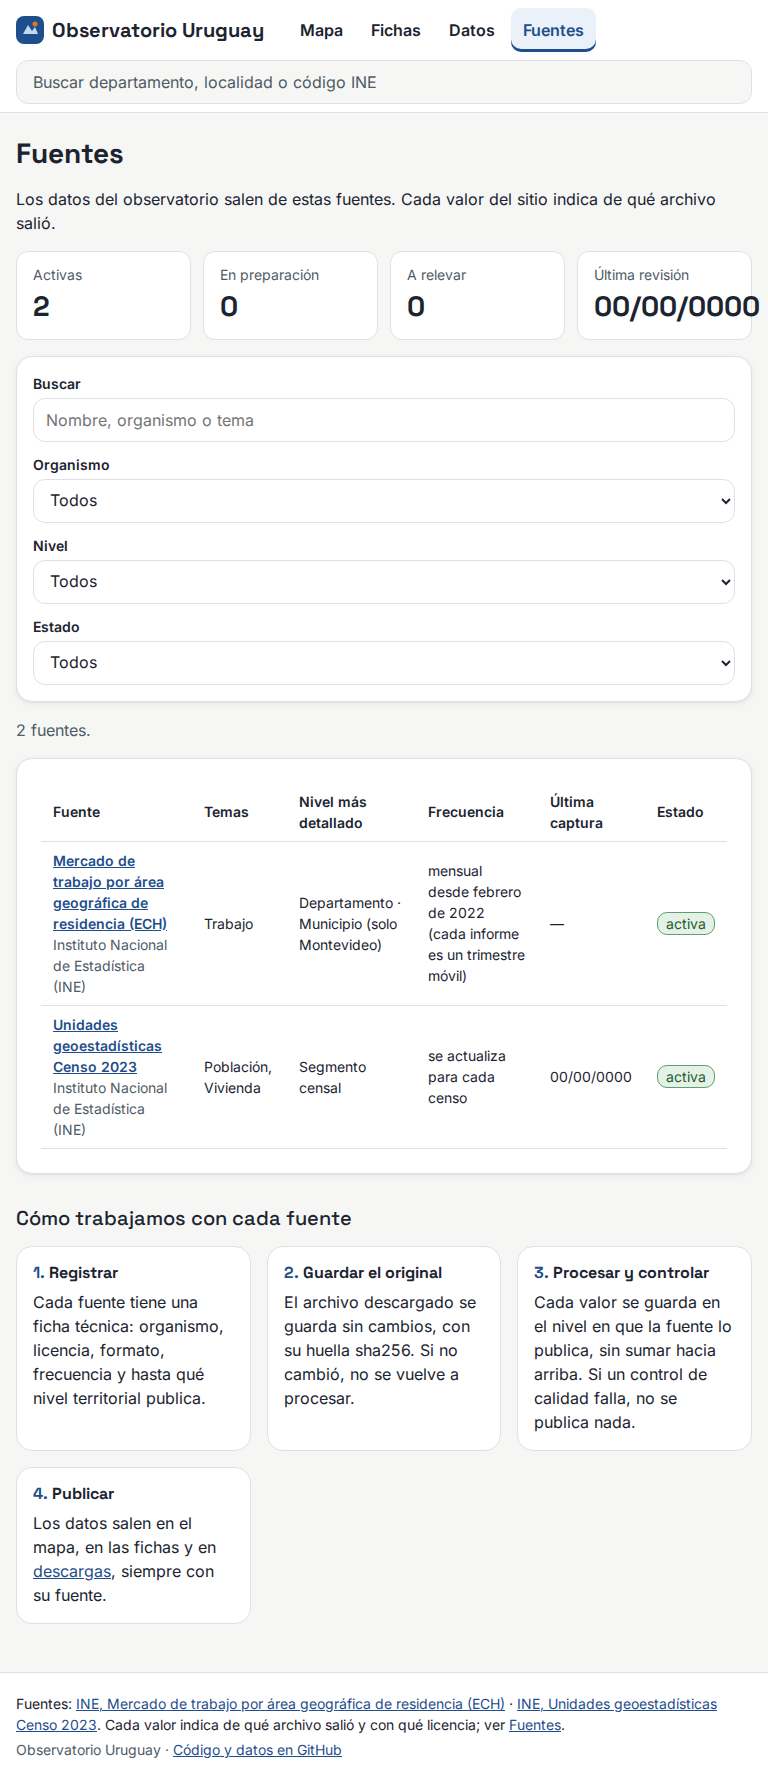 Observatorio Uruguay
Mapa
Fichas
Datos
Fuentes
Buscar departamento, localidad o código INE
Fuentes
Los datos del observatorio salen de estas fuentes. Cada valor del sitio indica de qué archivo
salió.
Activas
2
En preparación
0
A relevar
0
Última revisión
00/00/0000
Buscar
Nombre, organismo o tema
Organismo
Todos
Nivel
Todos
Estado
Todos
2 fuentes.
Fuente
Temas
Nivel más
detallado
Frecuencia
Última
captura
Estado
Mercado de
trabajo por área
geográfica de
residencia (ECH)
Instituto Nacional
de Estadística
(INE)
Trabajo
Departamento ·
Municipio (solo
Montevideo)
mensual
desde febrero
de 2022
(cada informe
es un trimestre
móvil)
—
activa
Unidades
geoestadísticas
Censo 2023
Instituto Nacional
de Estadística
(INE)
Población,
Vivienda
Segmento
censal
se actualiza
para cada
censo
00/00/0000
activa
Cómo trabajamos con cada fuente
1. Registrar
Cada fuente tiene una
ficha técnica: organismo,
licencia, formato,
frecuencia y hasta qué
nivel territorial publica.
2. Guardar el original
El archivo descargado se
guarda sin cambios, con
su huella sha256. Si no
cambió, no se vuelve a
procesar.
3. Procesar y controlar
Cada valor se guarda en
el nivel en que la fuente lo
publica, sin sumar hacia
arriba. Si un control de
calidad falla, no se
publica nada.
4. Publicar
Los datos salen en el
mapa, en las fichas y en
descargas, siempre con
su fuente.
Fuentes: INE, Mercado de trabajo por área geográfica de residencia (ECH) · INE, Unidades geoestadísticas
Censo 2023. Cada valor indica de qué archivo salió y con qué licencia; ver Fuentes.
Observatorio Uruguay · Código y datos en GitHub